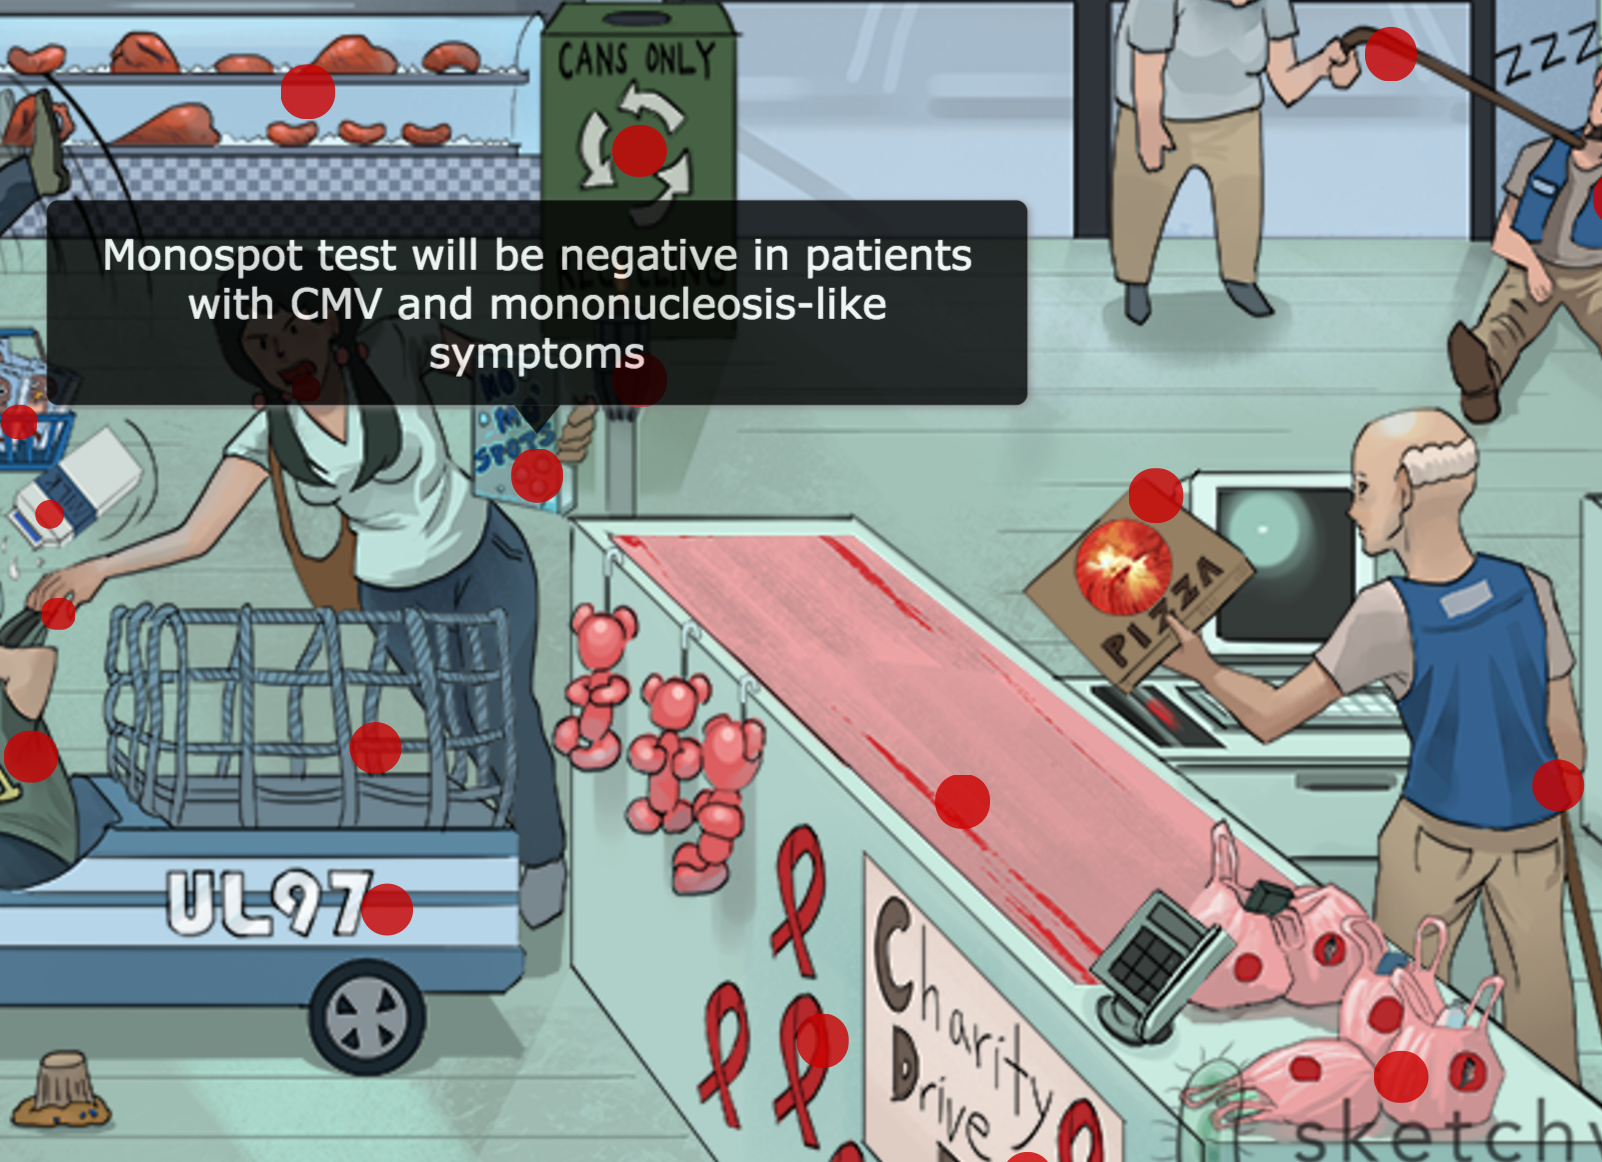 CANS ONLY
ZZZ
Monospot test will be negative in patients
with CMV and mononucleosis-like
symptoms
NO
MO'
SPOTS
MILK
PIZZA
UL97
Charity
Drive
sketchy